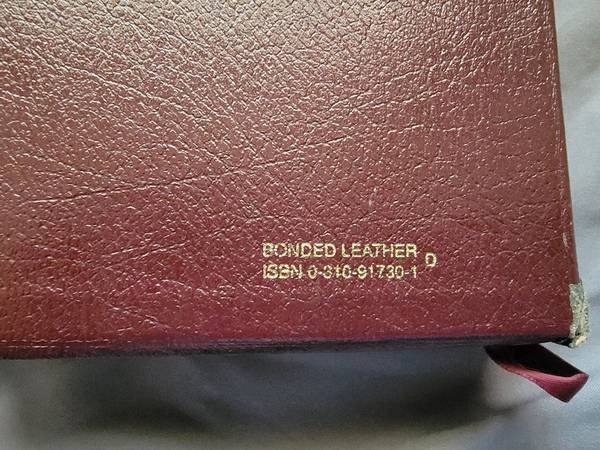 BONDED LEATHER
D
ISBN 0-310-91730-1